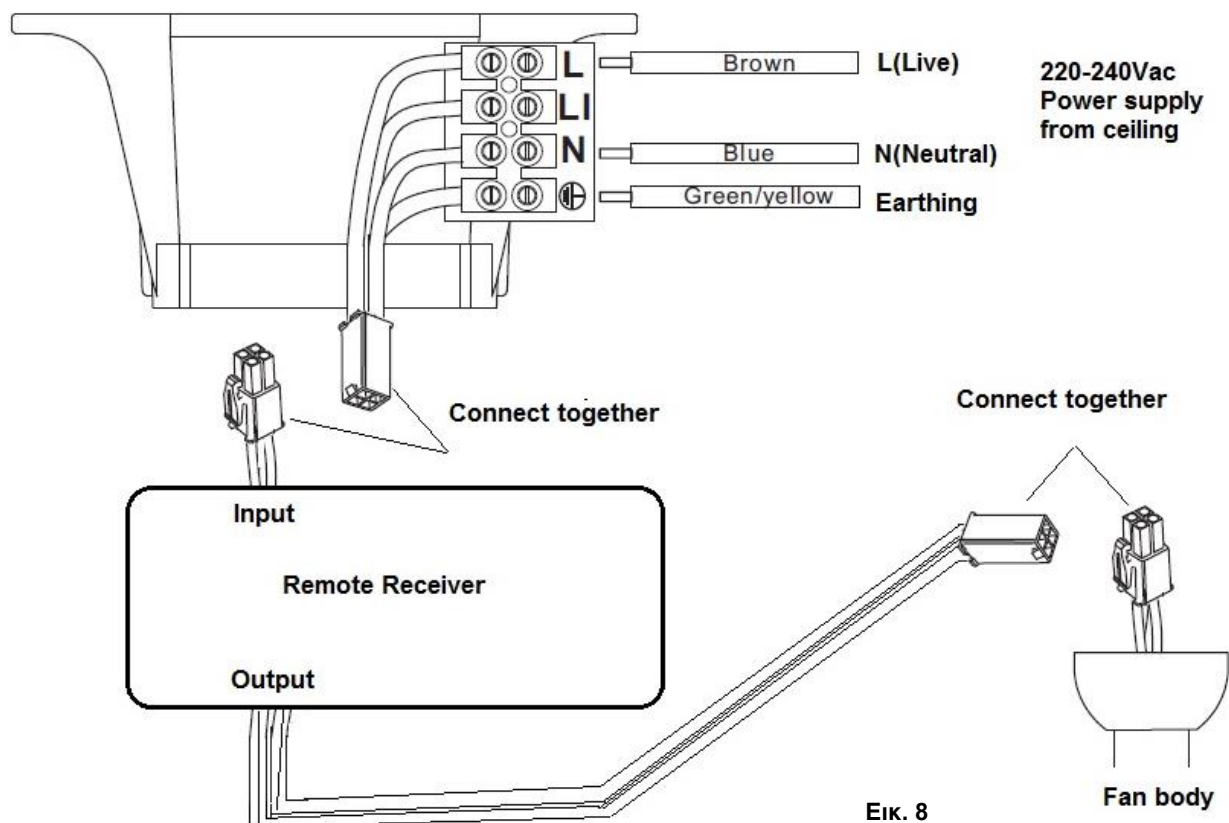 L
Brown
L(Live)
220-240Vac
Power supply
from ceiling
LI
N
Blue
N(Neutral)
Green/yellow
Earthing
Connect together
Connect together
Input
Remote Receiver
Output
Fan body
Εικ. 8